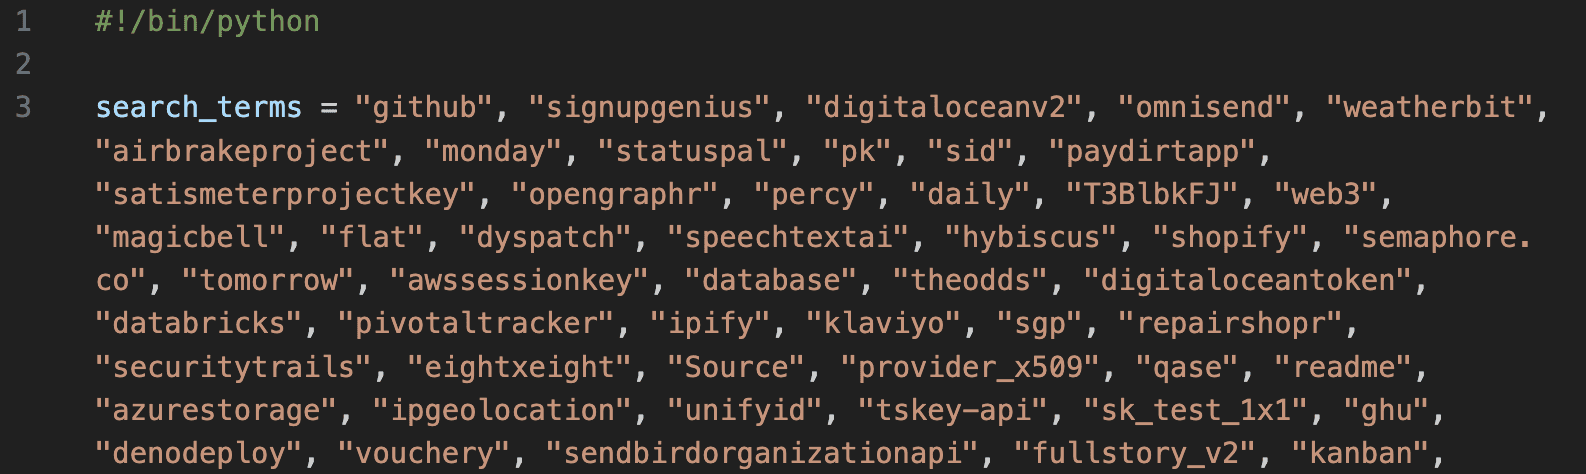 1 #!/bin/python
2
3 search_terms = "github", "signupgenius", "digitaloceanv2", "omnisend", "weatherbit",
"airbrakeproject", "monday", "statuspal", "pk", "sid", "paydirtapp",
"satismeterprojectkey", "opengraphr", "percy", "daily", "T3BlbkFJ", "web3",
"magicbell", "flat", "dyspatch", "speechtextai", "hybiscus", "shopify", "semaphore.
co", "tomorrow", "awssessionkey", "database", "theodds", "digitaloceantoken",
"databricks", "pivotaltracker", "ipify", "klaviyo", "sgp", "repairshopr",
"securitytrails", "eightxeight", "Source", "provider_x509", "qase", "readme",
"azurestorage", "ipgeolocation", "unifyid", "tskey-api", "sk_test_1x1", "ghu",
"denodeploy", "vouchery", "sendbirdorganizationapi", "fullstory_v2", "kanban",